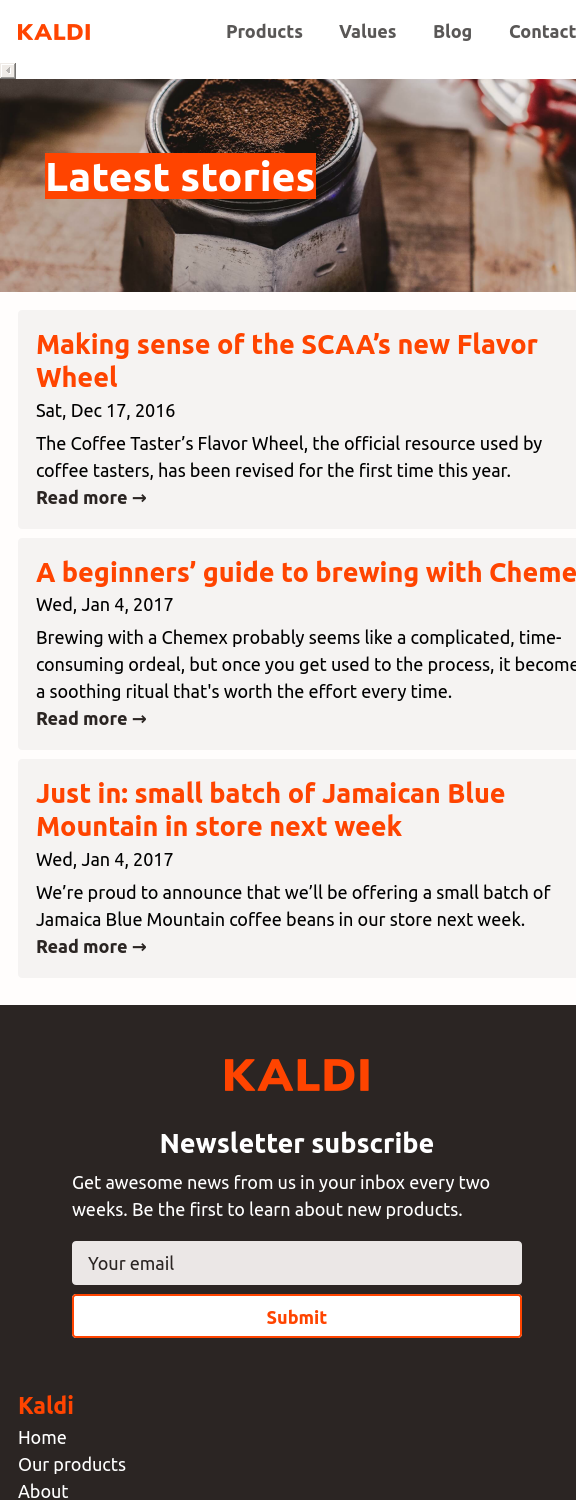 KALDI
Products Values Blog Contact
Latest stories
Making sense of the SCAA’s new Flavor
Wheel
Sat, Dec 17, 2016
The Coffee Taster’s Flavor Wheel, the official resource used by
coffee tasters, has been revised for the first time this year.
Read more →
A beginners’ guide to brewing with Cheme
Wed, Jan 4, 2017
Brewing with a Chemex probably seems like a complicated, time-
consuming ordeal, but once you get used to the process, it become
a soothing ritual that's worth the effort every time.
Read more →
Just in: small batch of Jamaican Blue
Mountain in store next week
Wed, Jan 4, 2017
We’re proud to announce that we’ll be offering a small batch of
Jamaica Blue Mountain coffee beans in our store next week.
Read more →
KALDI
Newsletter subscribe
Get awesome news from us in your inbox every two
weeks. Be the first to learn about new products.
Your email
Submit
Kaldi
Home
Our products
About